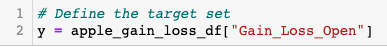 1 # Define the target set
2 y = apple_gain_loss_df["Gain_Loss_Open"]